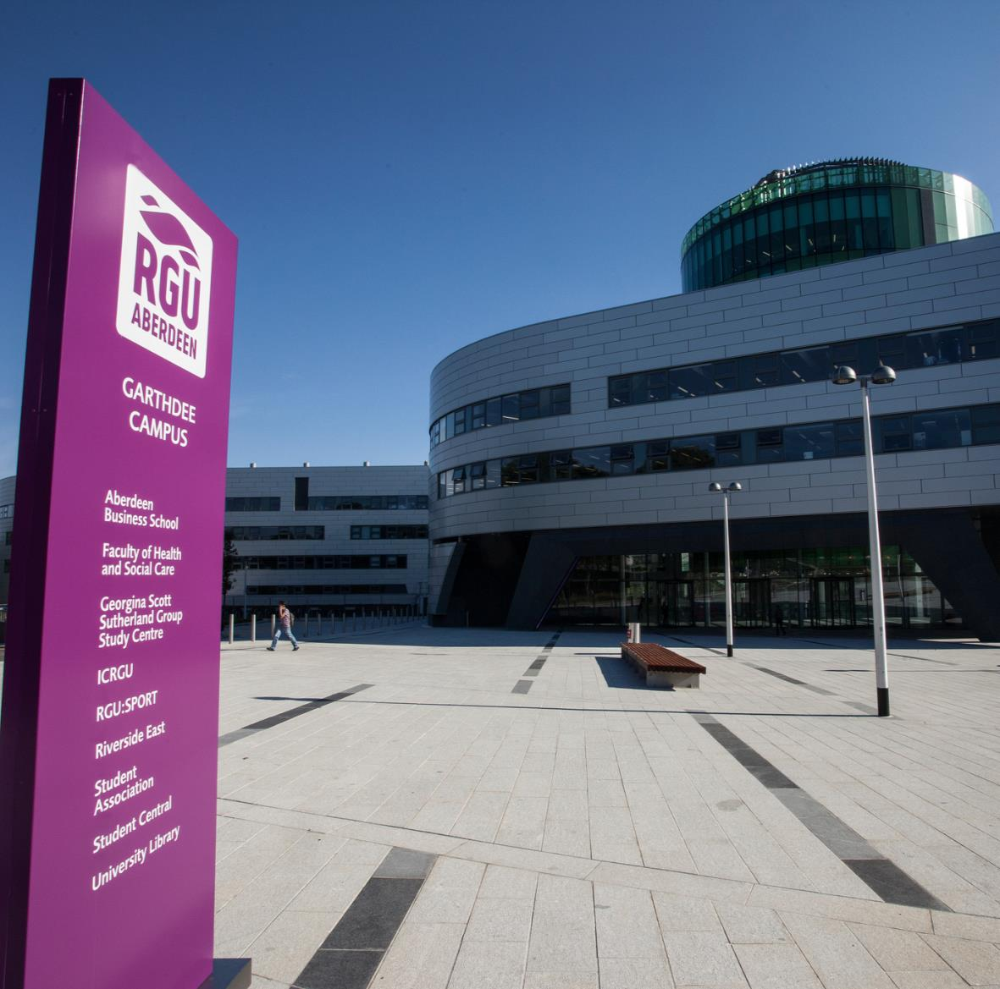 RGU
ABERDEEN
GARTHDEE
CAMPUS
Aberdeen
Business School
Faculty of Health
and Social Care
Georgina Scott
Sutherland Group
Study Centre
ICRGU
RGU:SPORT
Riverside East
Student
Association
Student Central
University Library